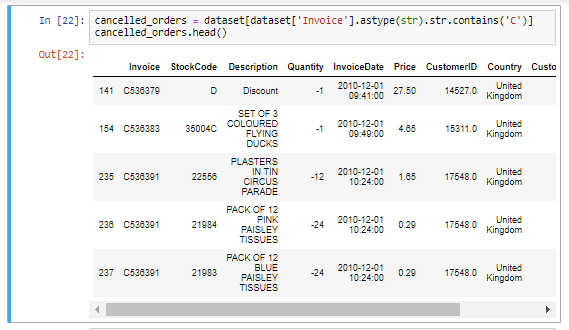 In [22]: cancelled_orders = dataset[dataset['Invoice'].astype(str).str.contains('C')]
cancelled_orders.head()
Out[22]:
Invoice StockCode Description Quantity InvoiceDate Price CustomerID Country Custo
141 C536379 D Discount -1 2010-12-01 09:41:00 27.50 14527.0 United Kingdom
154 C536383 35004C SET OF 3 COLOURED FLYING DUCKS -1 2010-12-01 09:49:00 4.65 15311.0 United Kingdom
235 C536391 22556 PLASTERS IN TIN CIRCUS PARADE -12 2010-12-01 10:24:00 1.65 17548.0 United Kingdom
236 C536391 21984 PACK OF 12 PINK PAISLEY TISSUES -24 2010-12-01 10:24:00 0.29 17548.0 United Kingdom
237 C536391 21983 PACK OF 12 BLUE PAISLEY TISSUES -24 2010-12-01 10:24:00 0.29 17548.0 United Kingdom